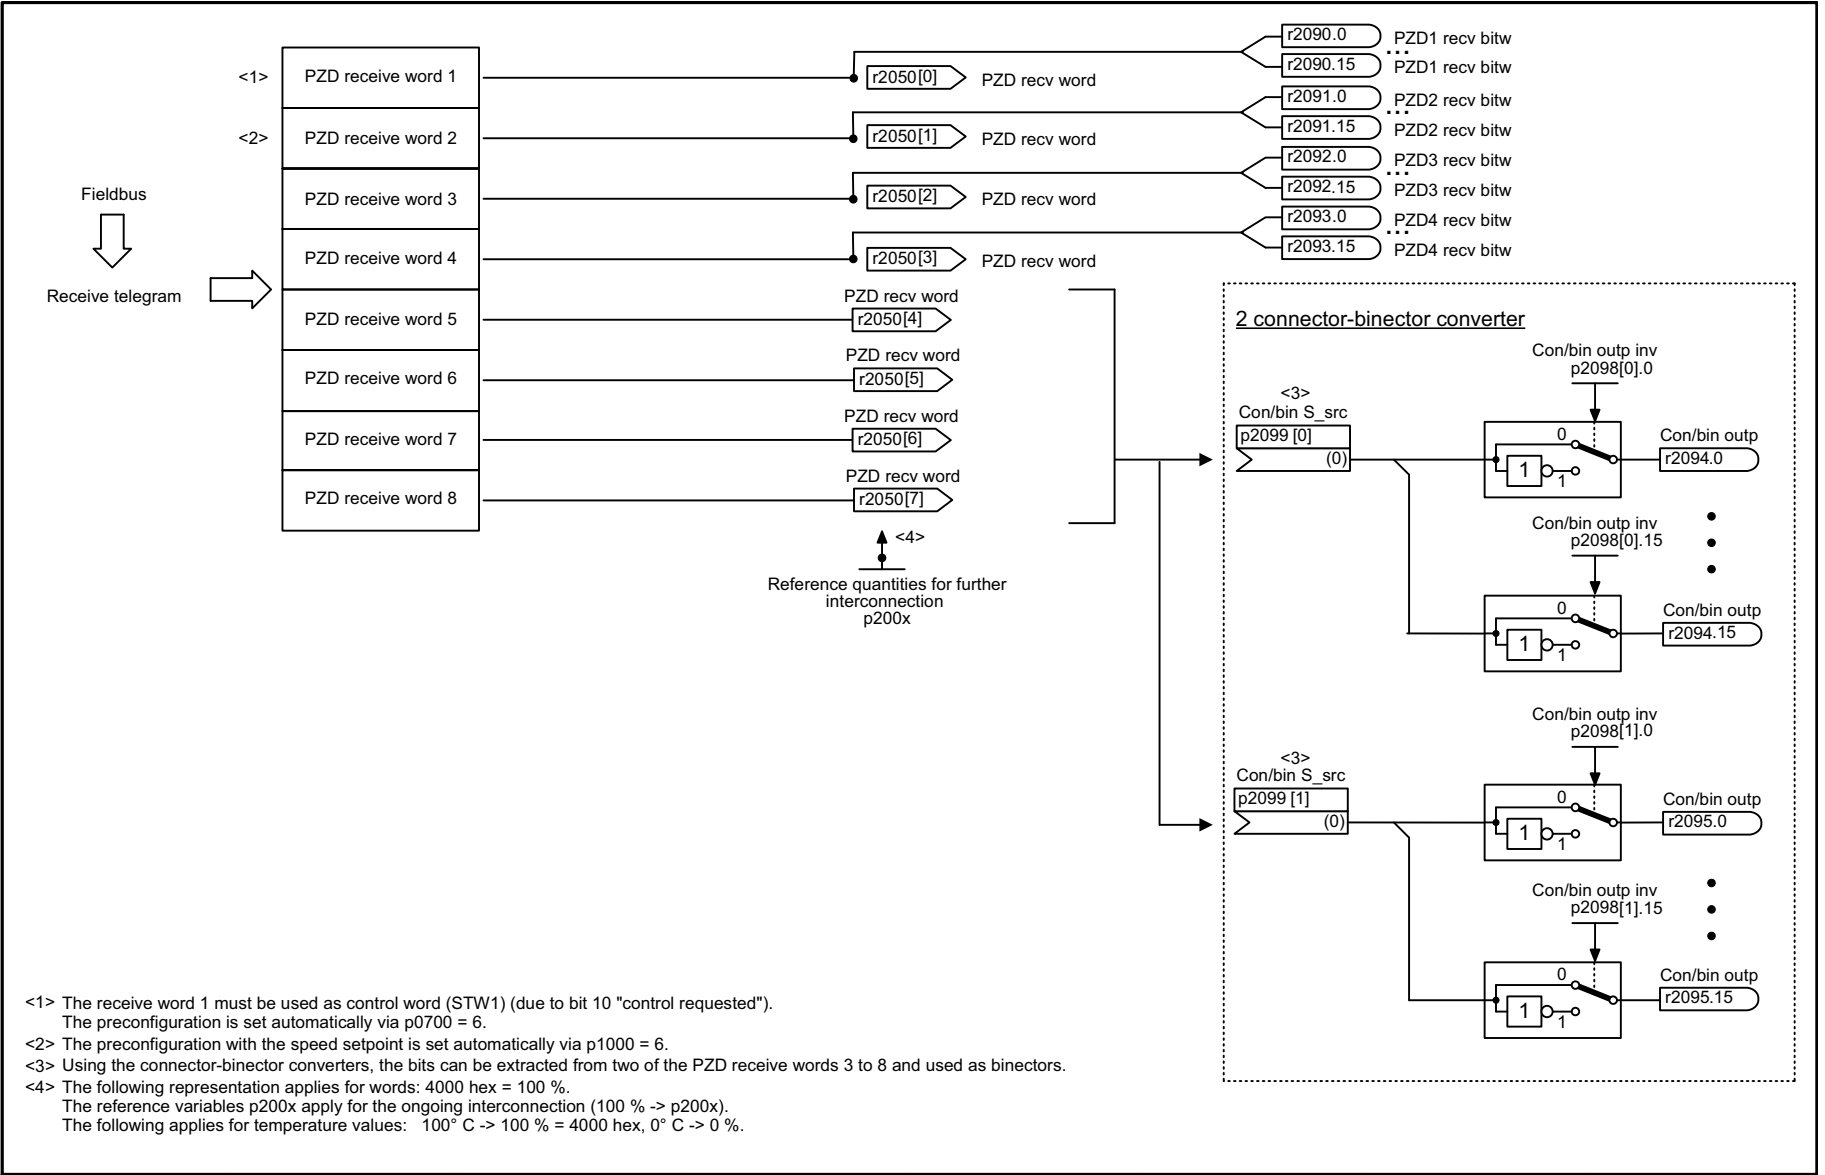 Fieldbus
Receive telegram
<1>
PZD receive word 1
<2>
PZD receive word 2
PZD receive word 3
PZD receive word 4
PZD receive word 5
PZD receive word 6
PZD receive word 7
PZD receive word 8
r2050[0]
PZD recv word
r2050[1]
PZD recv word
r2050[2]
PZD recv word
r2050[3]
PZD recv word
PZD recv word
r2050[4]
PZD recv word
r2050[5]
PZD recv word
r2050[6]
PZD recv word
r2050[7]
<4>
Reference quantities for further
interconnection
p200x
r2090.0
PZD1 recv bitw
...
r2090.15
PZD1 recv bitw
r2091.0
PZD2 recv bitw
...
r2091.15
PZD2 recv bitw
r2092.0
PZD3 recv bitw
...
r2092.15
PZD3 recv bitw
r2093.0
PZD4 recv bitw
...
r2093.15
PZD4 recv bitw
2 connector-binector converter
<3>
Con/bin S_src
p2099 [0]
(0)
Con/bin outp inv
p2098[0].0
0
1
1
Con/bin outp
r2094.0
Con/bin outp inv
p2098[0].15
0
1
1
Con/bin outp
r2094.15
<3>
Con/bin S_src
p2099 [1]
(0)
Con/bin outp inv
p2098[1].0
0
1
1
Con/bin outp
r2095.0
Con/bin outp inv
p2098[1].15
0
1
1
Con/bin outp
r2095.15
<1> The receive word 1 must be used as control word (STW1) (due to bit 10 "control requested").
The preconfiguration is set automatically via p0700 = 6.
<2> The preconfiguration with the speed setpoint is set automatically via p1000 = 6.
<3> Using the connector-binector converters, the bits can be extracted from two of the PZD receive words 3 to 8 and used as binectors.
<4> The following representation applies for words: 4000 hex = 100 %.
The reference variables p200x apply for the ongoing interconnection (100 % -> p200x).
The following applies for temperature values: 100° C -> 100 % = 4000 hex, 0° C -> 0 %.